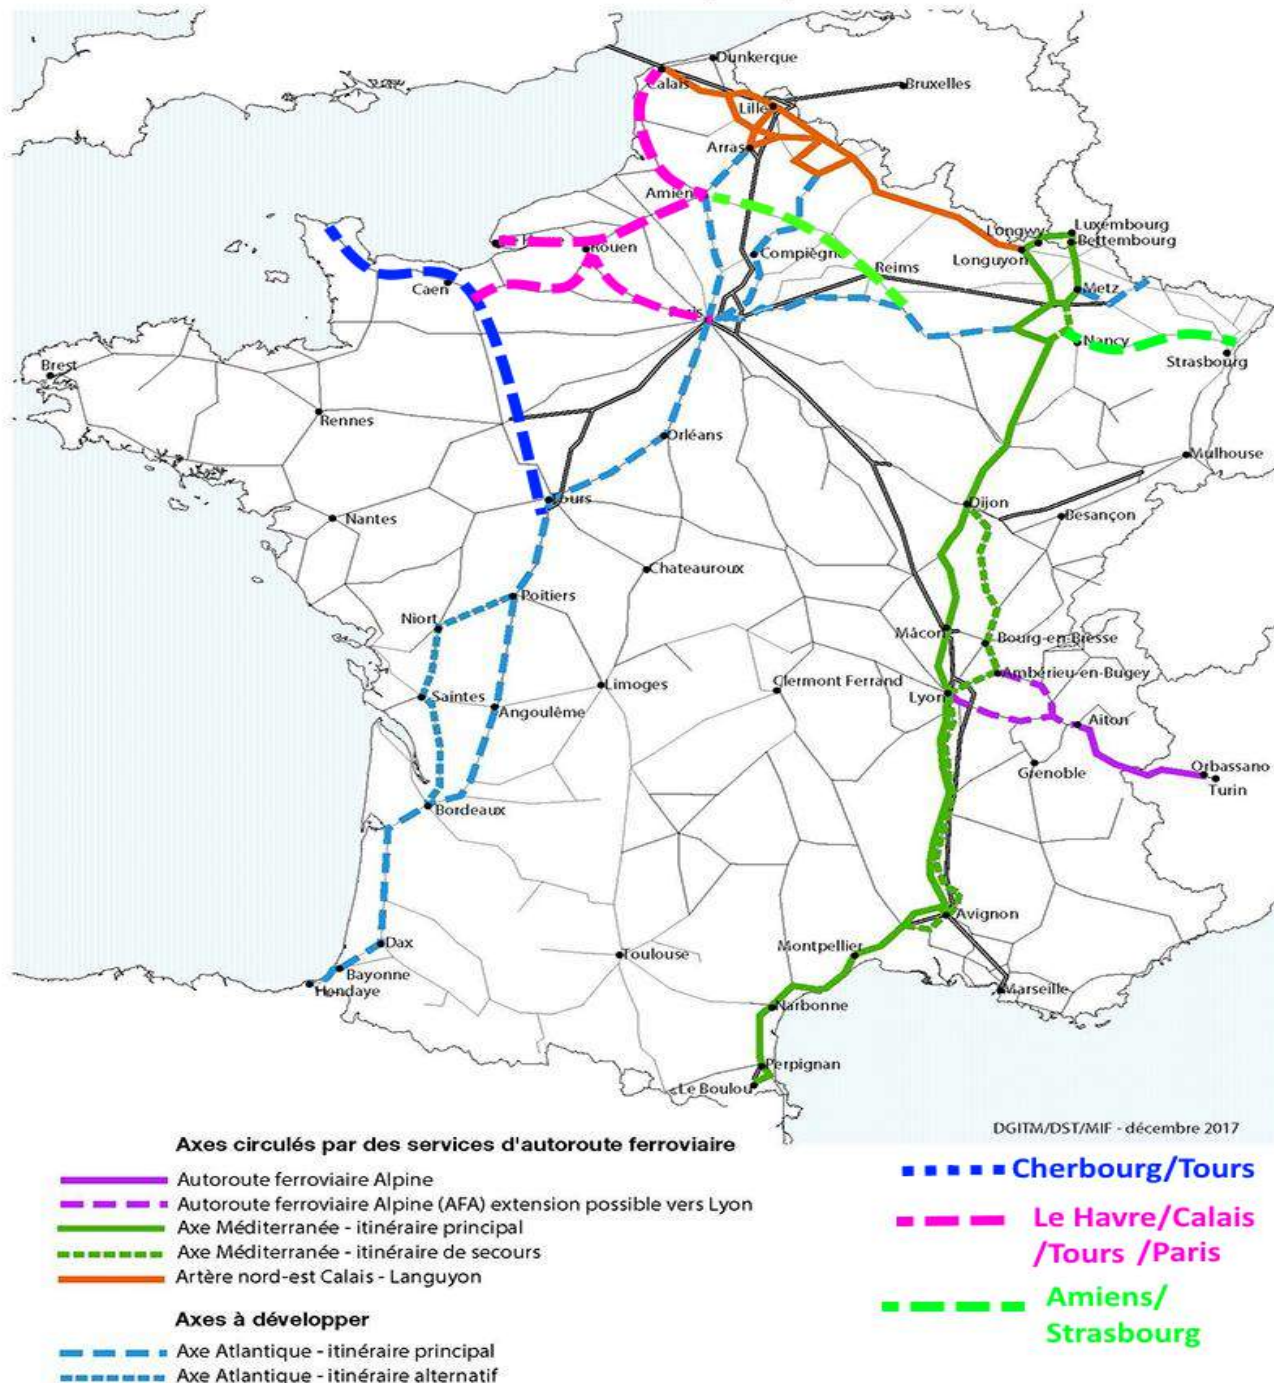 Dunkerque
Calais
Bruxelles
Lille
Arras
Amien
Luxembourg
Longwy
Bettembourg
Longuyon
Rouen
Compiègn
Reims
Metz
Caen
Nancy
Strasbourg
Brest
Rennes
Orléans
Mulhouse
Tours
Dijon
Nantes
Besançon
Chateauroux
Poitiers
Niort
Mâcon
Bourg-en-Bresse
Ambérieu-en-Bugey
Clermont Ferrand
Limoges
Saintes
Lyon
Angoulême
Aiton
Orbassano
Grenoble
Turin
Bordeaux
Avignon
Dax
Montpellier
Toulouse
Bayonne
Hendaye
Marseille
Narbonne
Perpignan
Le Boulou
DGITM/DST/MIF - décembre 2017
Axes circulés par des services d'autoroute ferroviaire
Autoroute ferroviaire Alpine
Autoroute ferroviaire Alpine (AFA) extension possible vers Lyon
Axe Méditerranée - itinéraire principal
Axe Méditerranée - itinéraire de secours
Artère nord-est Calais - Languyon
Axes à développer
Axe Atlantique - itinéraire principal
Axe Atlantique - itinéraire alternatif
Cherbourg/Tours
Le Havre/Calais
/Tours /Paris
Amiens/
Strasbourg